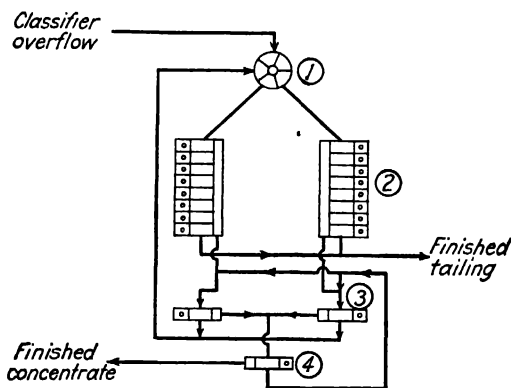 Classifier
overflow
1
2
Finished
tailing
3
Finished
concentrate
4